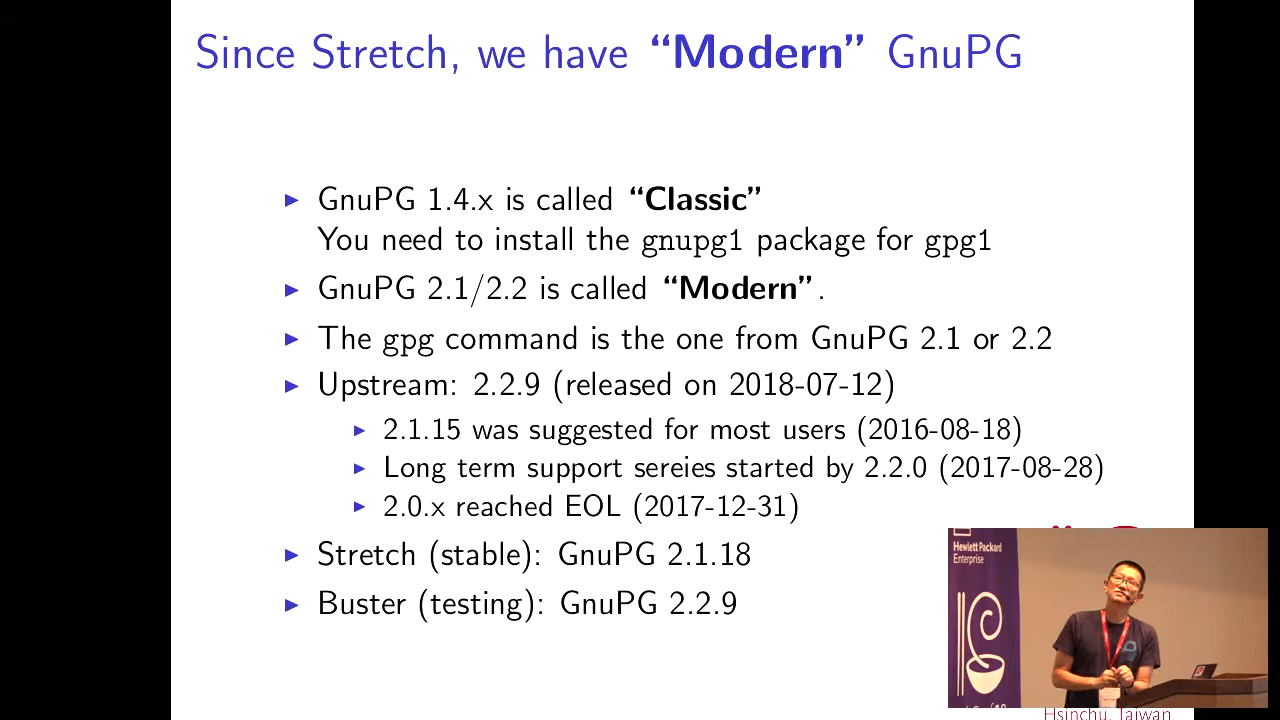 Since Stretch, we have “Modern” GnuPG
▶ GnuPG 1.4.x is called “Classic”
You need to install the gnupg1 package for gpg1
▶ GnuPG 2.1/2.2 is called “Modern”.
▶ The gpg command is the one from GnuPG 2.1 or 2.2
▶ Upstream: 2.2.9 (released on 2018-07-12)
▶ 2.1.15 was suggested for most users (2016-08-18)
▶ Long term support sereies started by 2.2.0 (2017-08-28)
▶ 2.0.x reached EOL (2017-12-31)
▶ Stretch (stable): GnuPG 2.1.18
▶ Buster (testing): GnuPG 2.2.9
Hewlett Packard
Enterprise
Hsinchu, Taiwan